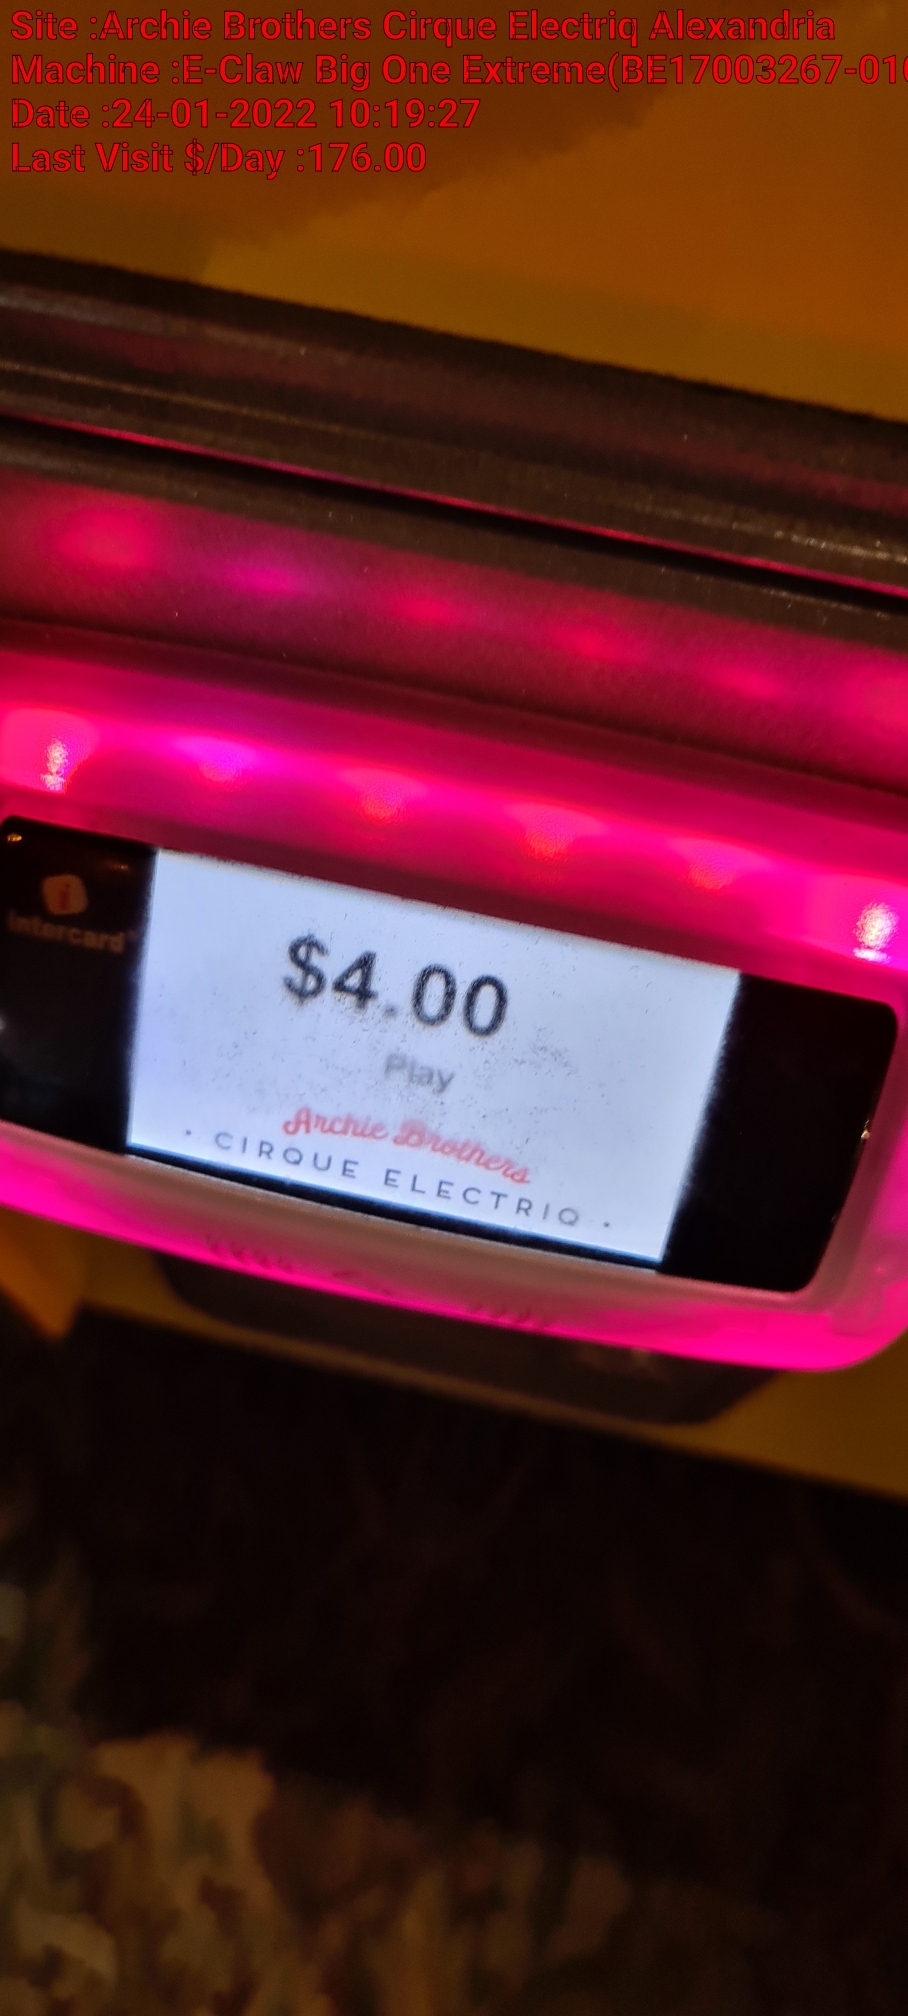 Site :Archie Brothers Cirque Electriq Alexandria
Machine :E-Claw Big One Extreme(BE17003267-010
Date :24-01-2022 10:19:27
Last Visit $/Day :176.00
intercard
$4.00
Play
Archie Brothers
· CIRQUE ELECTRIQ ·